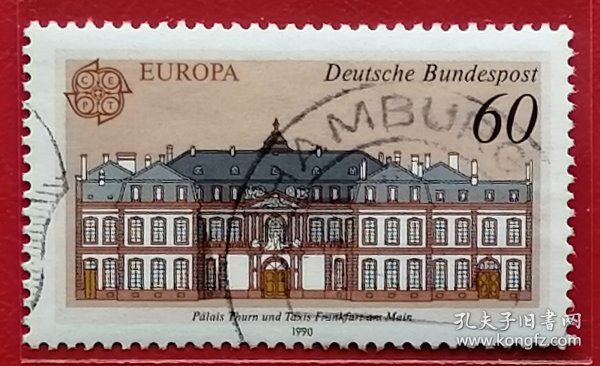 CEPT
EUROPA
Deutsche Bundespost
60
HAMBURG
Palais Thurn und Taxis Frankfurt am Main
1990
孔夫子旧书网
www.kongfz.com